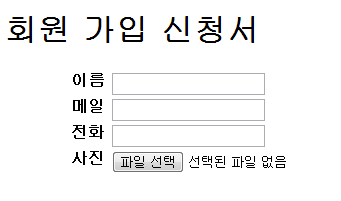 회원 가입 신청서
이름
메일
전화
사진 파일 선택 선택된 파일 없음